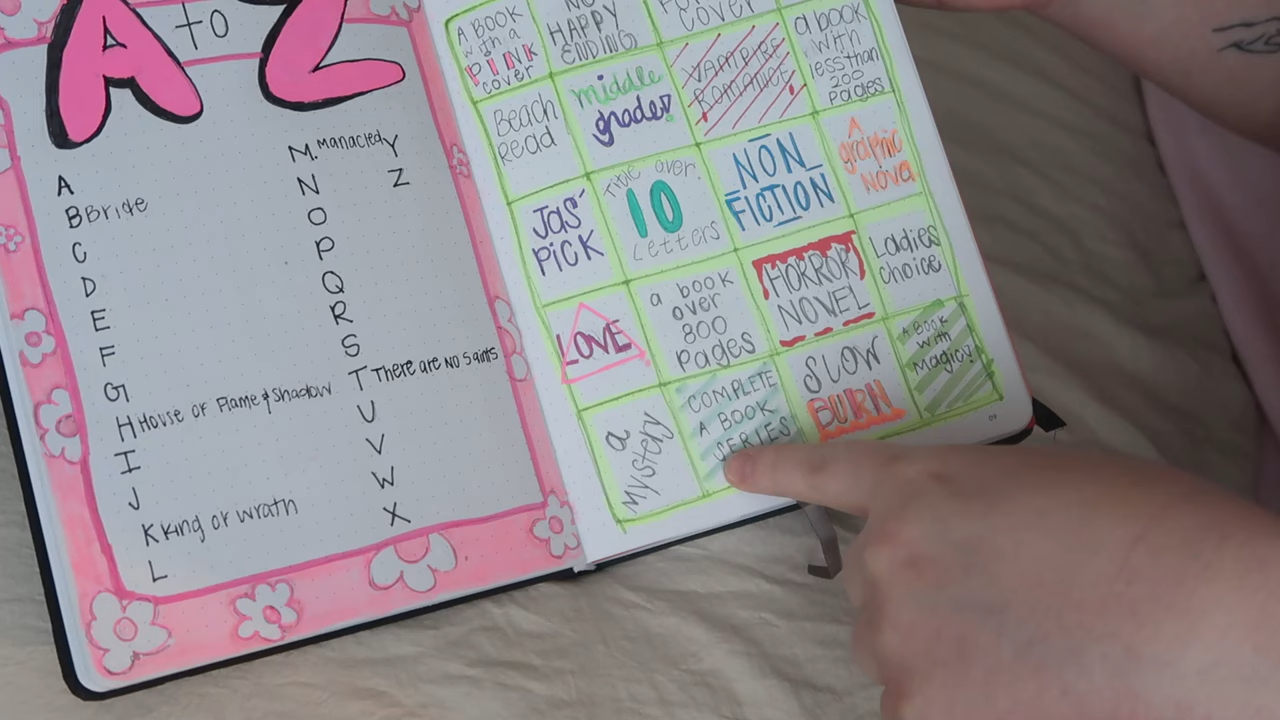 A to Z
A
B Bride
C
D
E
F
G
H House of Flame & Shadow
I
J
K King of Wrath
L
M. Manacled
N
O
P
Q
R
S
T There are No Saints
U
V
W
X
Y
Z
A BOOK
with a
PINK
cover
HAPPY
ENDING
COVER
a book
with
less than
200
pages
Beach
read
middle
grade!
VAMPIRE
ROMANCE
A
graphic
nova
JAS'
PICK
Title over
10
Letters
NON
FICTION
Ladies
choice
LOVE
a book
over
800
pages
HORROR
NOVEL
A BOOK
with
Magic!
a
Mystery
COMPLETE
A BOOK
SERIES
SLOW
BURN